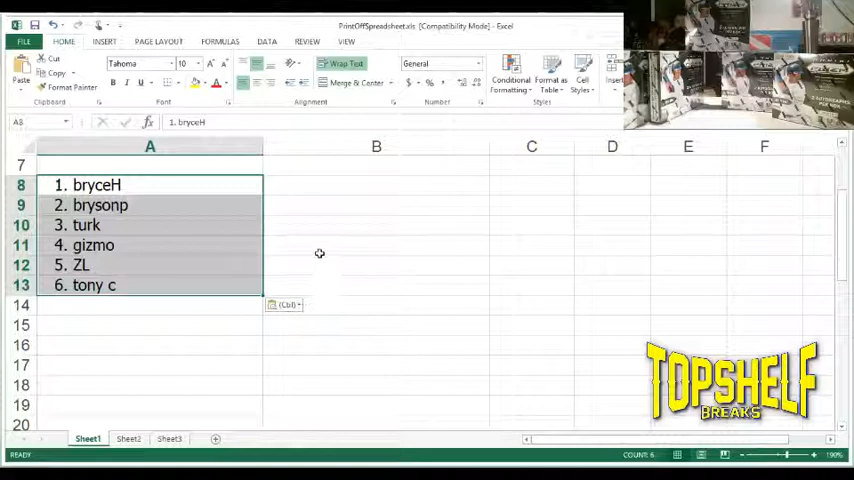 PrintOffSpreadsheet.xls [Compatibility Mode] - Excel
FILE HOME INSERT PAGE LAYOUT FORMULAS DATA REVIEW VIEW
Paste
Cut
Copy
Format Painter
Clipboard
Tahoma 10
B I U
Font
Wrap Text
Merge & Center
Alignment
General
$ % ,
Number
Conditional Formatting
Format as Table
Cell Styles
Styles
A8 fx 1. bryceH
A B C D E F
7
8 1. bryceH
9 2. brysonp
10 3. turk
11 4. gizmo
12 5. ZL
13 6. tony c
14 (Ctrl)
15
16
17
18
19
20
TOPSHELF
BREAKS
Sheet1 Sheet2 Sheet3
READY COUNT: 6 190%